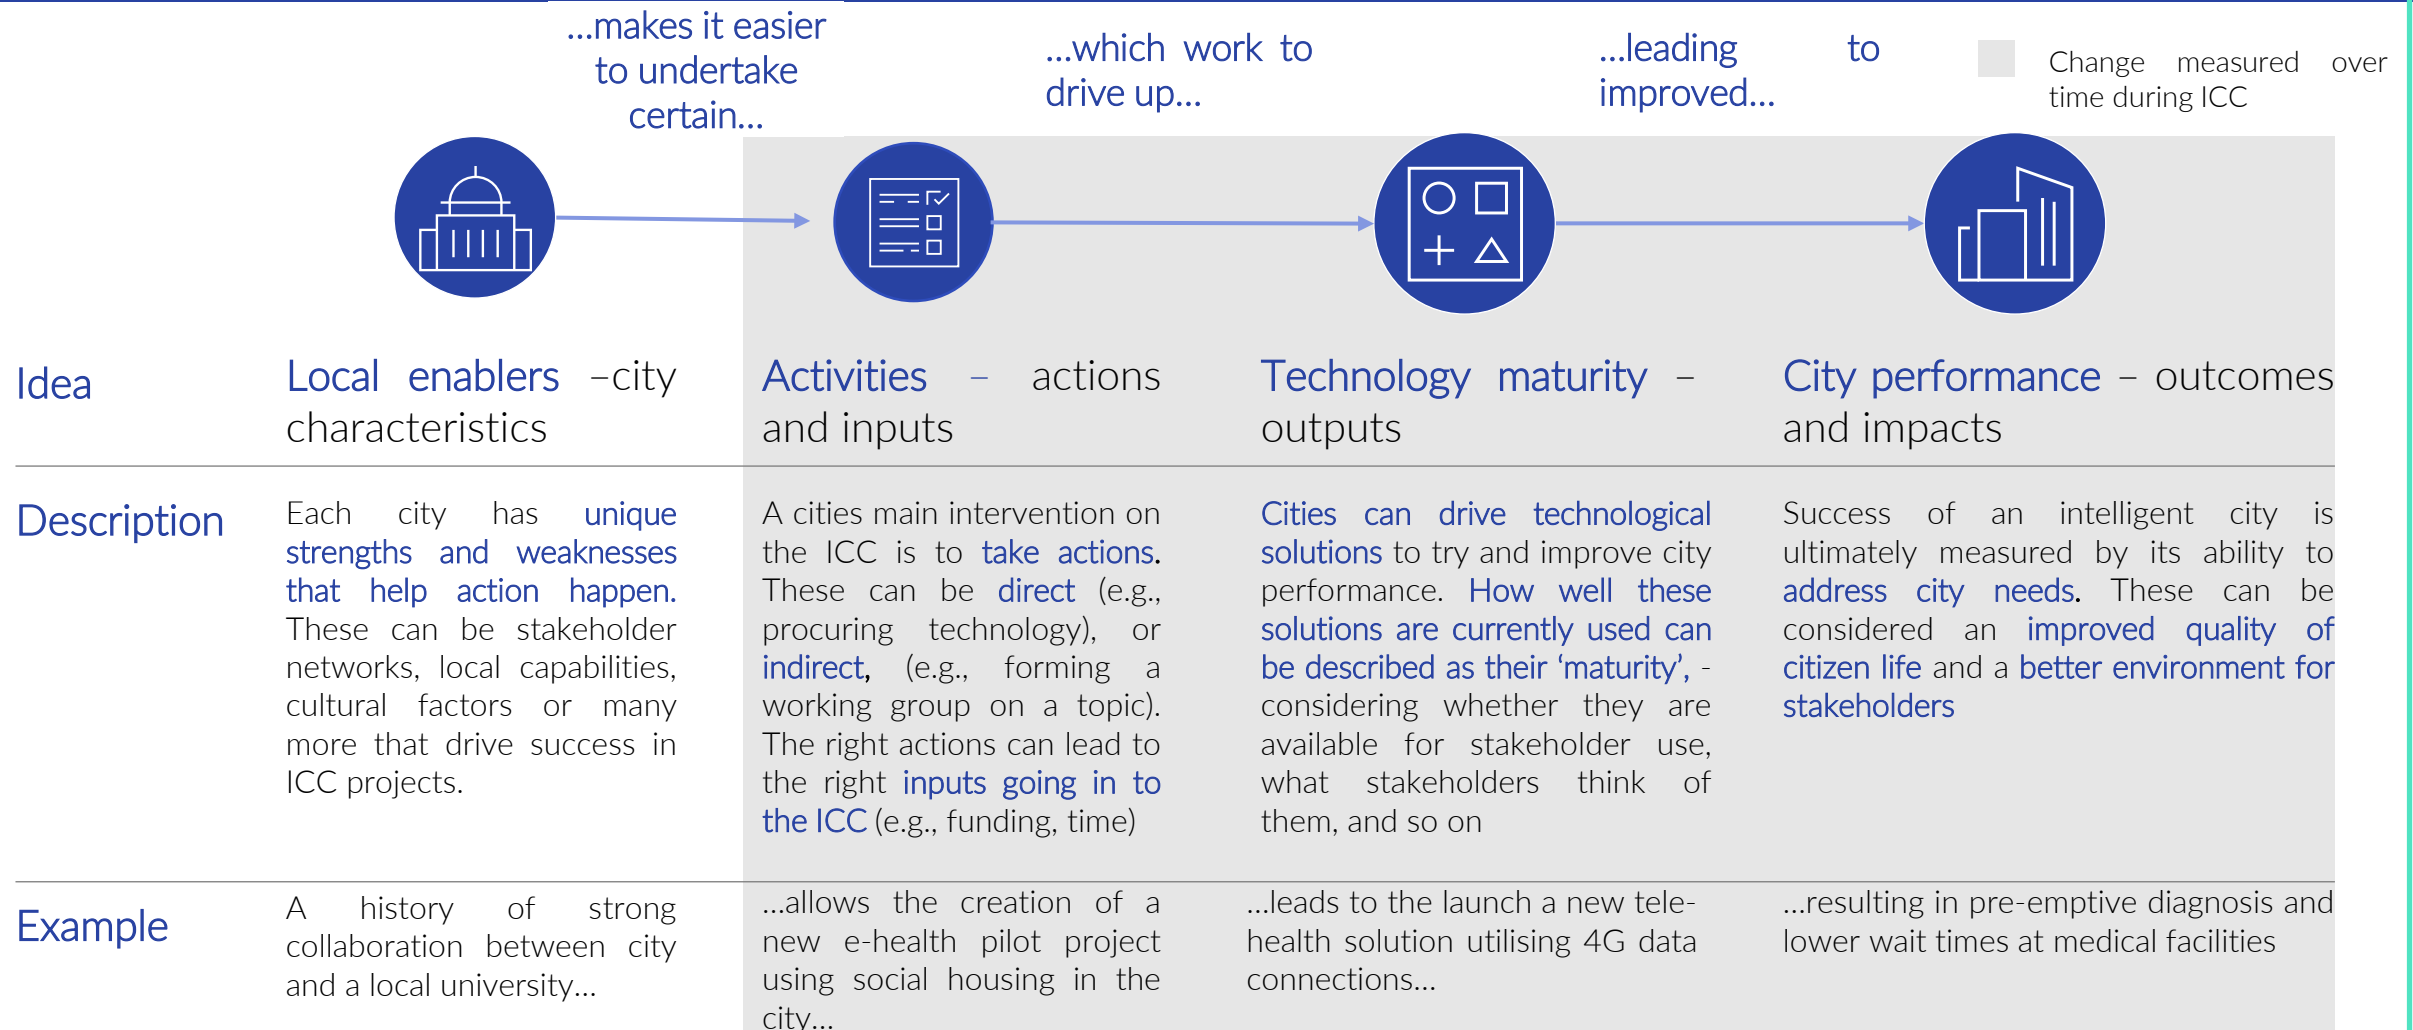 ...makes it easier
to undertake
certain...
...which work to
drive up...
...leading to
improved...
Change measured over
time during ICC
Idea
Local enablers –city
characteristics
Activities – actions
and inputs
Technology maturity –
outputs
City performance – outcomes
and impacts
Description
Each city has unique
strengths and weaknesses
that help action happen.
These can be stakeholder
networks, local capabilities,
cultural factors or many
more that drive success in
ICC projects.
A cities main intervention on
the ICC is to take actions.
These can be direct (e.g.,
procuring technology), or
indirect, (e.g., forming a
working group on a topic).
The right actions can lead to
the right inputs going in to
the ICC (e.g., funding, time)
Cities can drive technological
solutions to try and improve city
performance. How well these
solutions are currently used can
be described as their ‘maturity’, -
considering whether they are
available for stakeholder use,
what stakeholders think of
them, and so on
Success of an intelligent city is
ultimately measured by its ability to
address city needs. These can be
considered an improved quality of
citizen life and a better environment for
stakeholders
Example
A history of strong
collaboration between city
and a local university...
...allows the creation of a
new e-health pilot project
using social housing in the
city...
...leads to the launch a new tele-
health solution utilising 4G data
connections...
...resulting in pre-emptive diagnosis and
lower wait times at medical facilities